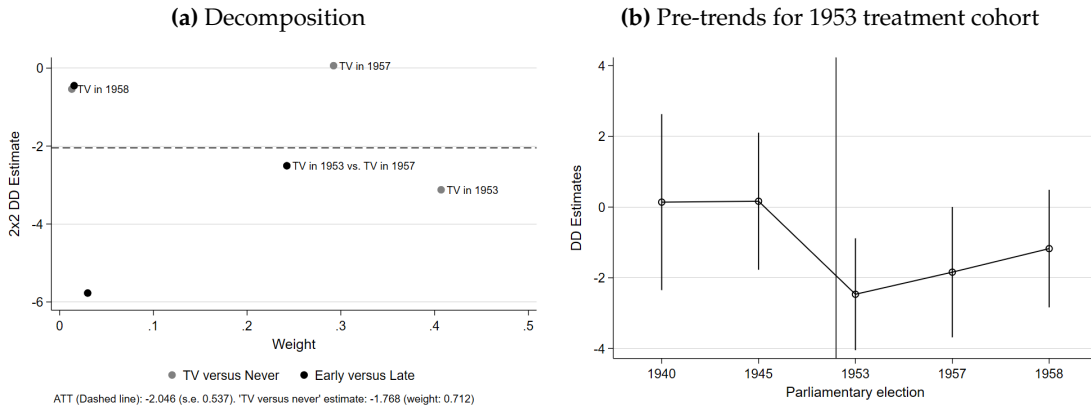 (a) Decomposition
0
-2
-4
-6
2x2 DD Estimate
TV in 1957
TV in 1958
TV in 1953 vs. TV in 1957
TV in 1953
0
.1
.2
.3
.4
.5
Weight
TV versus Never
Early versus Late
ATT (Dashed line): -2.046 (s.e. 0.537). 'TV versus never' estimate: -1.768 (weight: 0.712)
(b) Pre-trends for 1953 treatment cohort
4
2
0
-2
-4
DD Estimates
1940
1945
1953
1957
1958
Parliamentary election